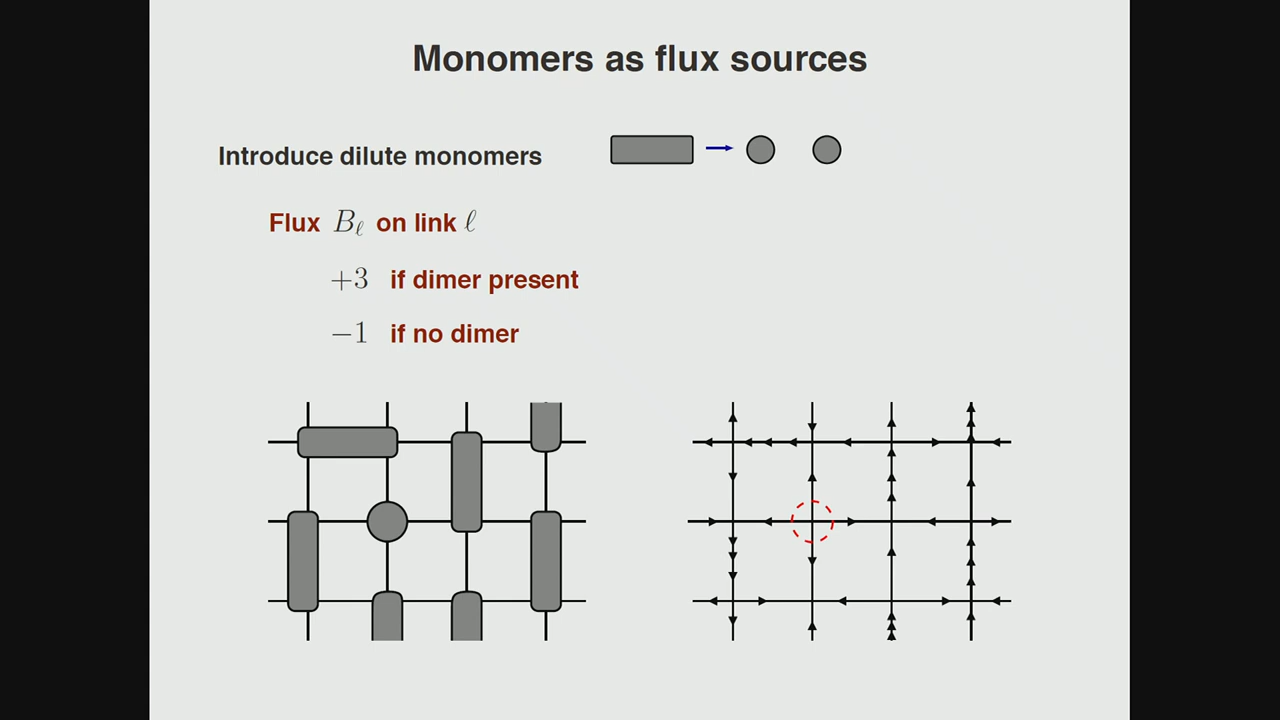 Monomers as flux sources
Introduce dilute monomers
Flux $B_\ell$ on link $\ell$
+3 if dimer present
−1 if no dimer